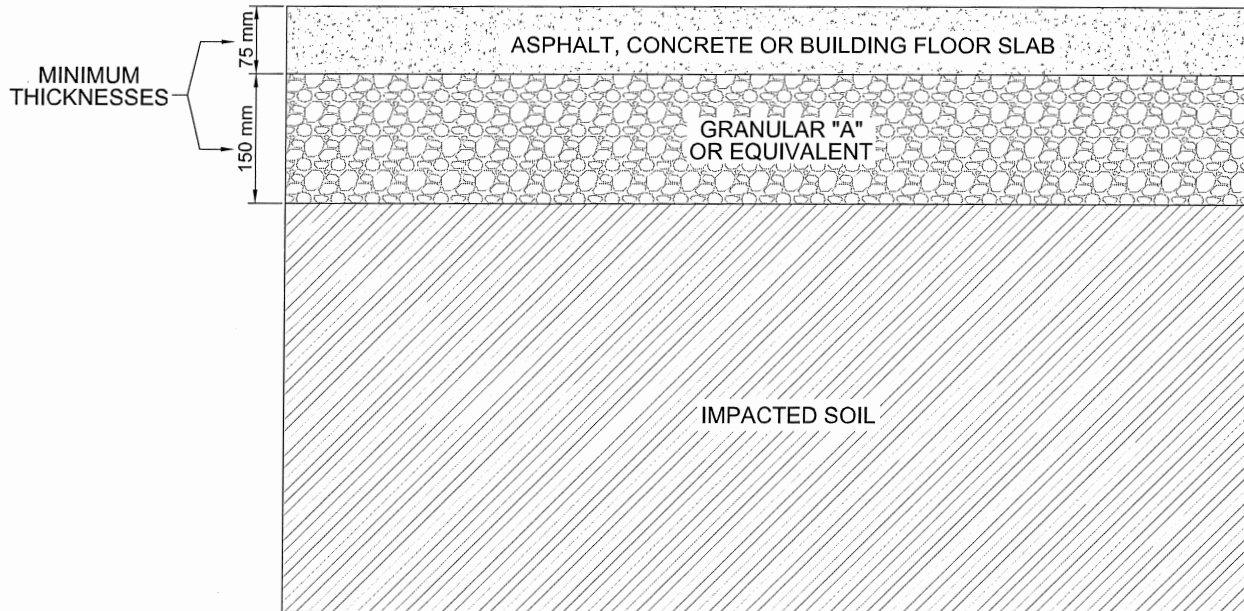 75 mm
ASPHALT, CONCRETE OR BUILDING FLOOR SLAB
MINIMUM
THICKNESSES
150 mm
GRANULAR "A"
OR EQUIVALENT
IMPACTED SOIL